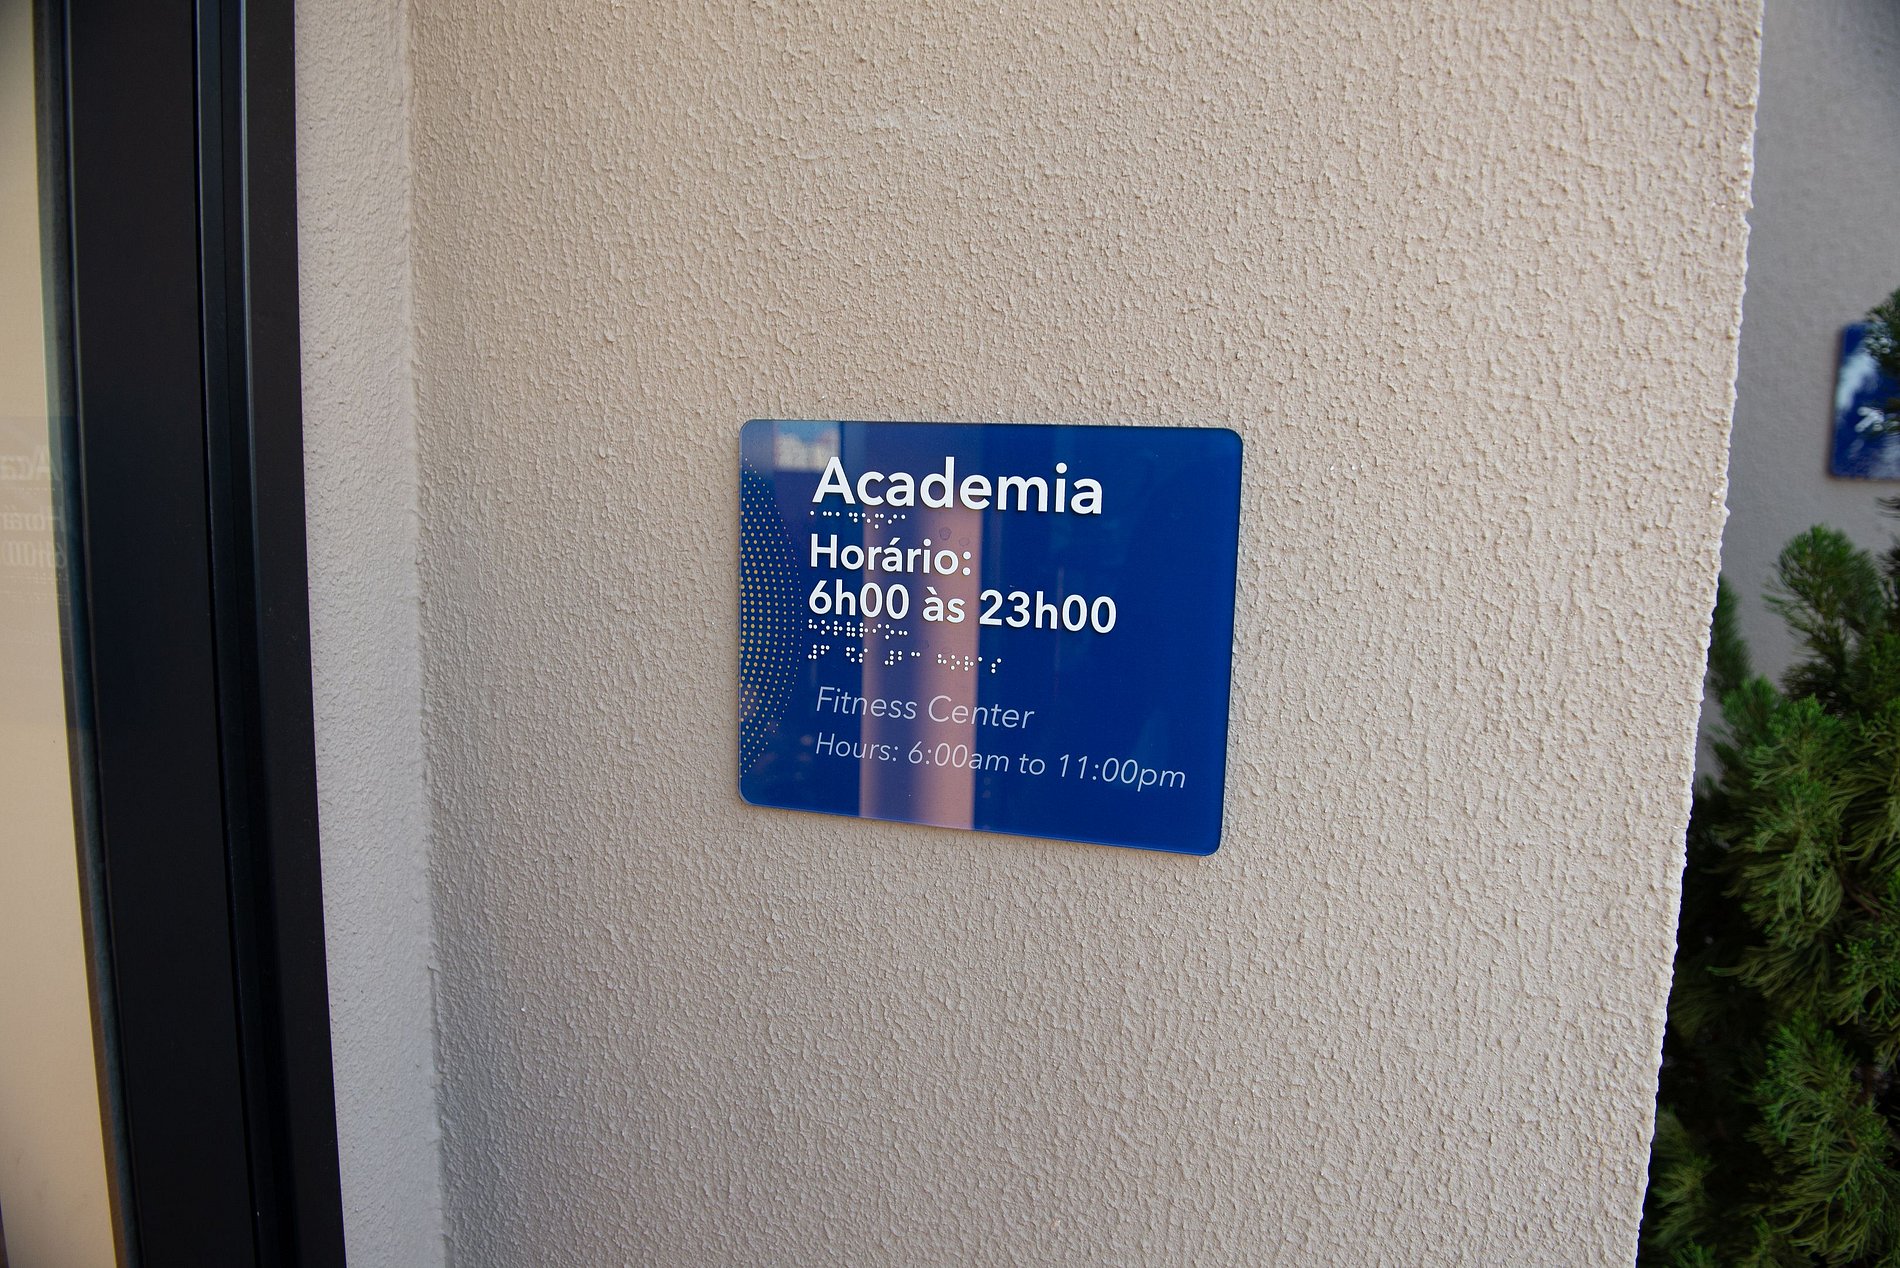 Academia
Horário:
6h00 às 23h00
Fitness Center
Hours: 6:00am to 11:00pm